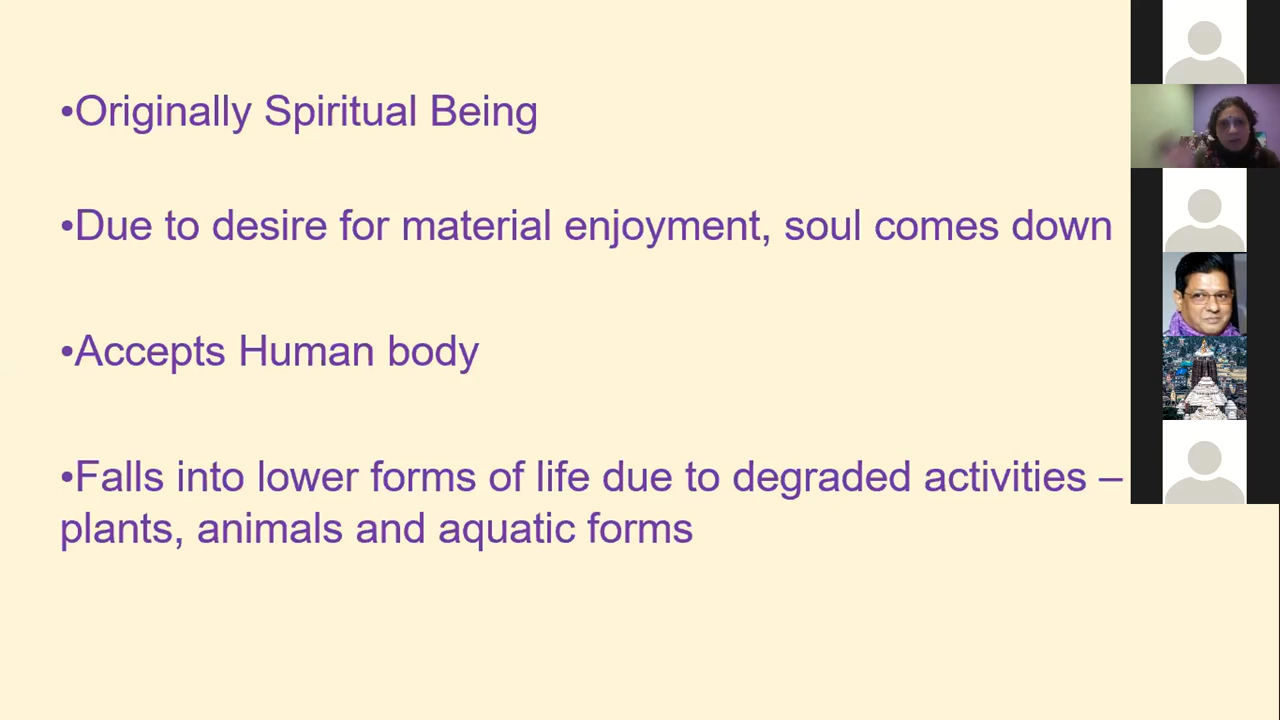 •Originally Spiritual Being
•Due to desire for material enjoyment, soul comes down
•Accepts Human body
•Falls into lower forms of life due to degraded activities –
plants, animals and aquatic forms